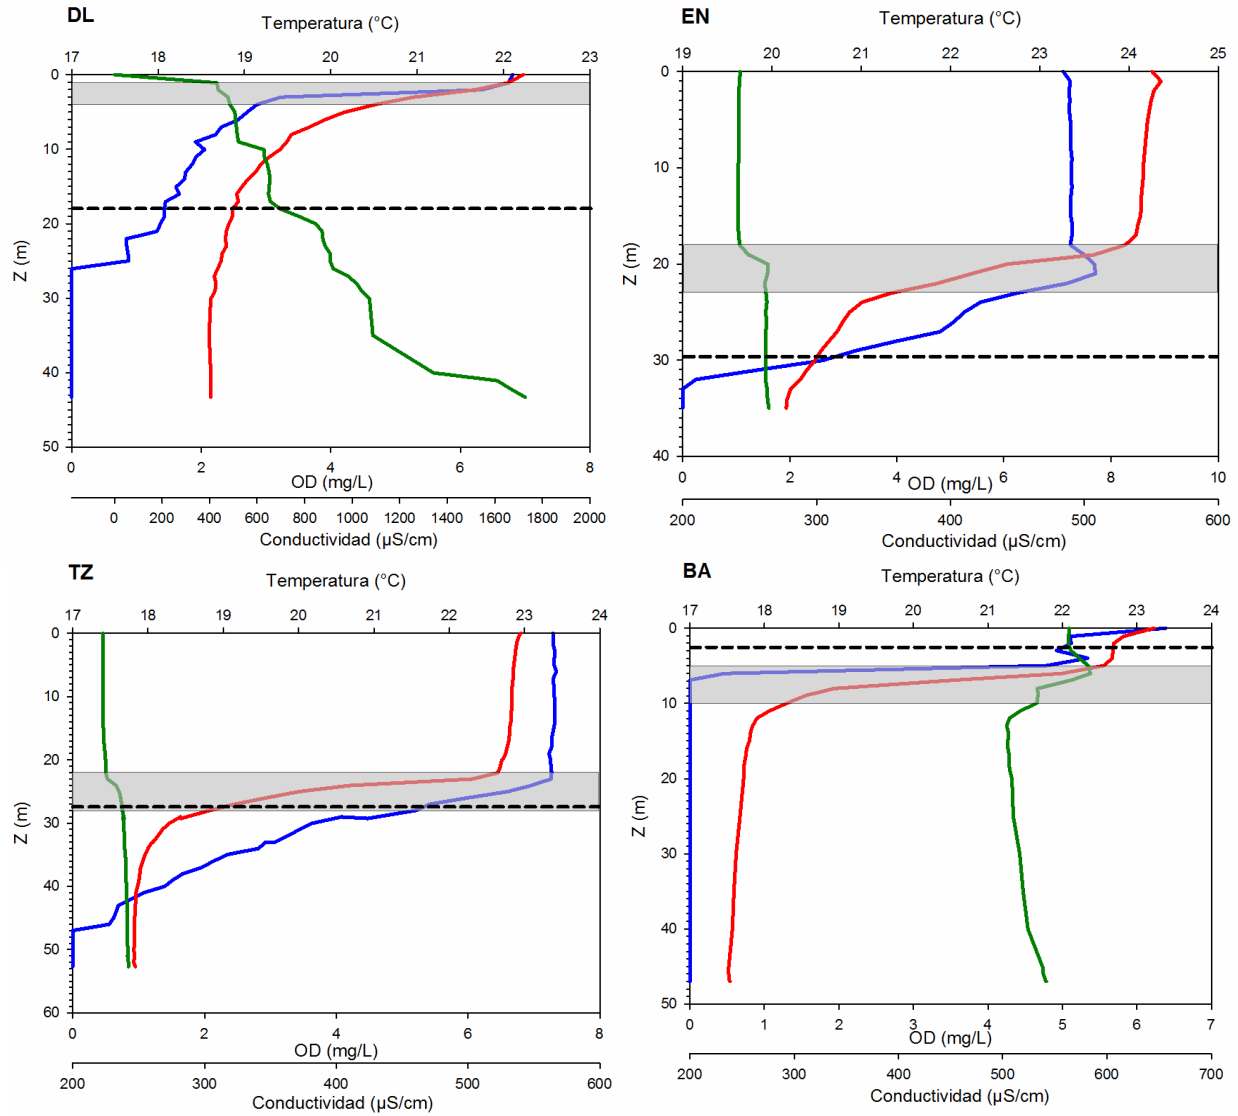 DL
Temperatura (°C)
17 18 19 20 21 22 23
0
10
20
30
40
50
Z (m)
0 2 4 6 8
OD (mg/L)
0 200 400 600 800 1000 1200 1400 1600 1800 2000
Conductividad (µS/cm)
EN
Temperatura (°C)
19 20 21 22 23 24 25
0
10
20
30
40
Z (m)
0 2 4 6 8 10
OD (mg/L)
200 300 400 500 600
Conductividad (µS/cm)
TZ
Temperatura (°C)
17 18 19 20 21 22 23 24
0
10
20
30
40
50
60
Z (m)
0 2 4 6 8
OD (mg/L)
200 300 400 500 600
Conductividad (µS/cm)
BA
Temperatura (°C)
17 18 19 20 21 22 23 24
0
10
20
30
40
50
Z (m)
0 1 2 3 4 5 6 7
OD (mg/L)
200 300 400 500 600 700
Conductividad (µS/cm)